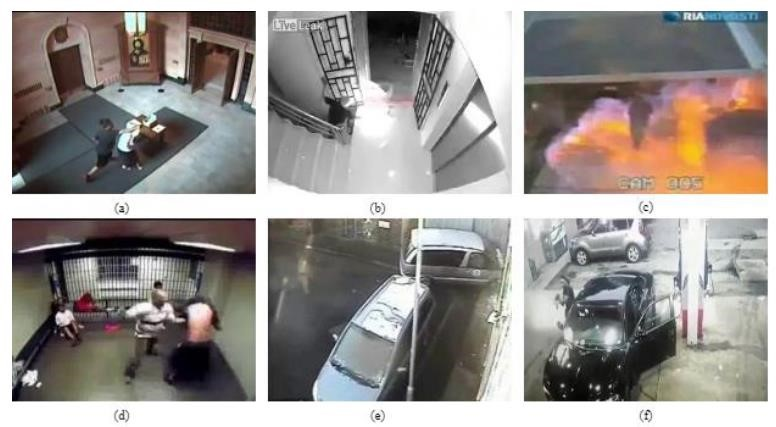 LiveLeak
RIANOVOSTI
CAM 005
(a)
(b)
(c)
(d)
(e)
(f)